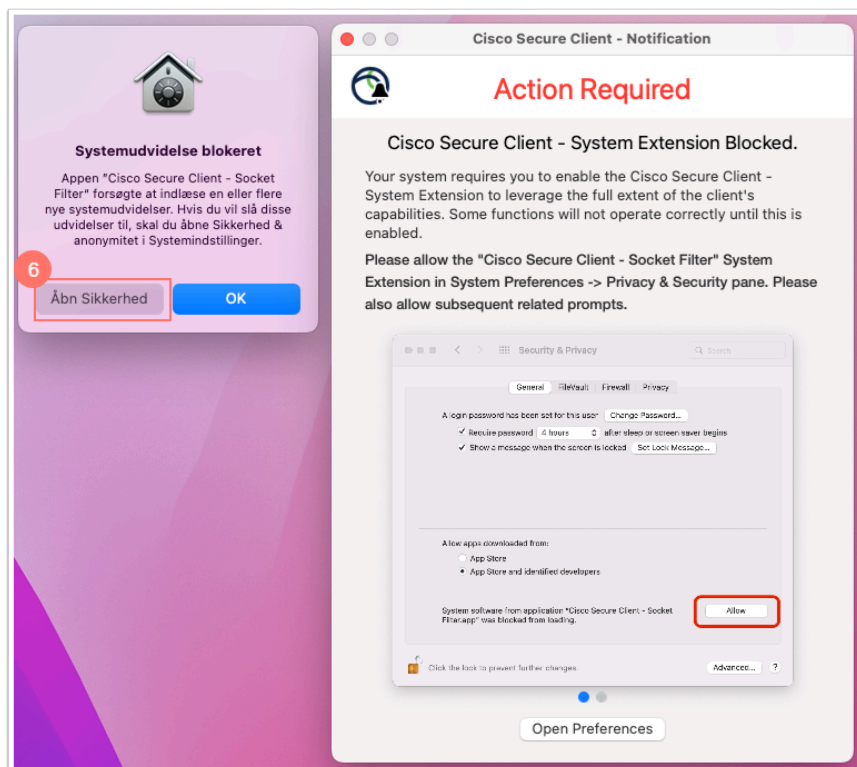 Systemudvidelse blokeret
Appen "Cisco Secure Client - Socket
Filter" forsøgte at indlæse en eller flere
nye systemudvidelser. Hvis du vil slå disse
udvidelser til, skal du åbne Sikkerhed &
anonymitet i Systemindstillinger.
6
Åbn Sikkerhed
OK
Cisco Secure Client - Notification
Action Required
Cisco Secure Client - System Extension Blocked.
Your system requires you to enable the Cisco Secure Client -
System Extension to leverage the full extent of the client's
capabilities. Some functions will not operate correctly until this is
enabled.
Please allow the "Cisco Secure Client - Socket Filter" System
Extension in System Preferences -> Privacy & Security pane. Please
also allow subsequent related prompts.
Security & Privacy
Search
General FileVault Firewall Privacy
A login password has been set for this user Change Password...
Require password 4 hours after sleep or screen saver begins
Show a message when the screen is locked Set Lock Message...
Allow apps downloaded from:
App Store
App Store and identified developers
System software from application "Cisco Secure Client - Socket
Filter.app" was blocked from loading.
Allow
Click the lock to prevent further changes.
Advanced... ?
Open Preferences